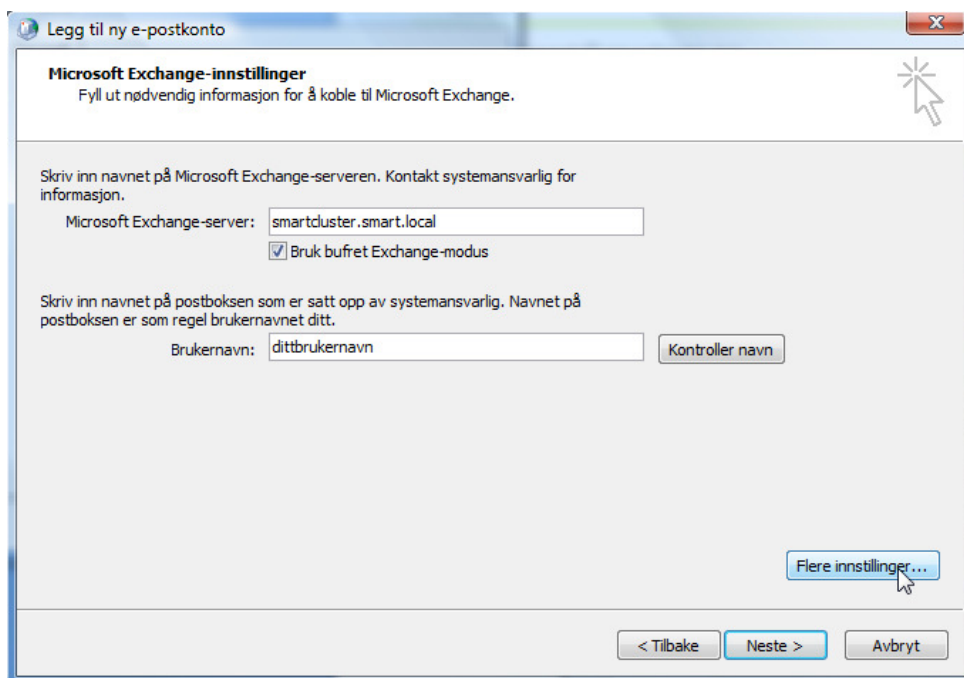 Legg til ny e-postkonto
Microsoft Exchange-innstillinger
Fyll ut nødvendig informasjon for å koble til Microsoft Exchange.
Skriv inn navnet på Microsoft Exchange-serveren. Kontakt systemansvarlig for
informasjon.
Microsoft Exchange-server: smartcluster.smart.local
Bruk bufret Exchange-modus
Skriv inn navnet på postboksen som er satt opp av systemansvarlig. Navnet på
postboksen er som regel brukernavnet ditt.
Brukernavn: dittbrukernavn Kontroller navn
Flere innstillinger...
< Tilbake Neste > Avbryt